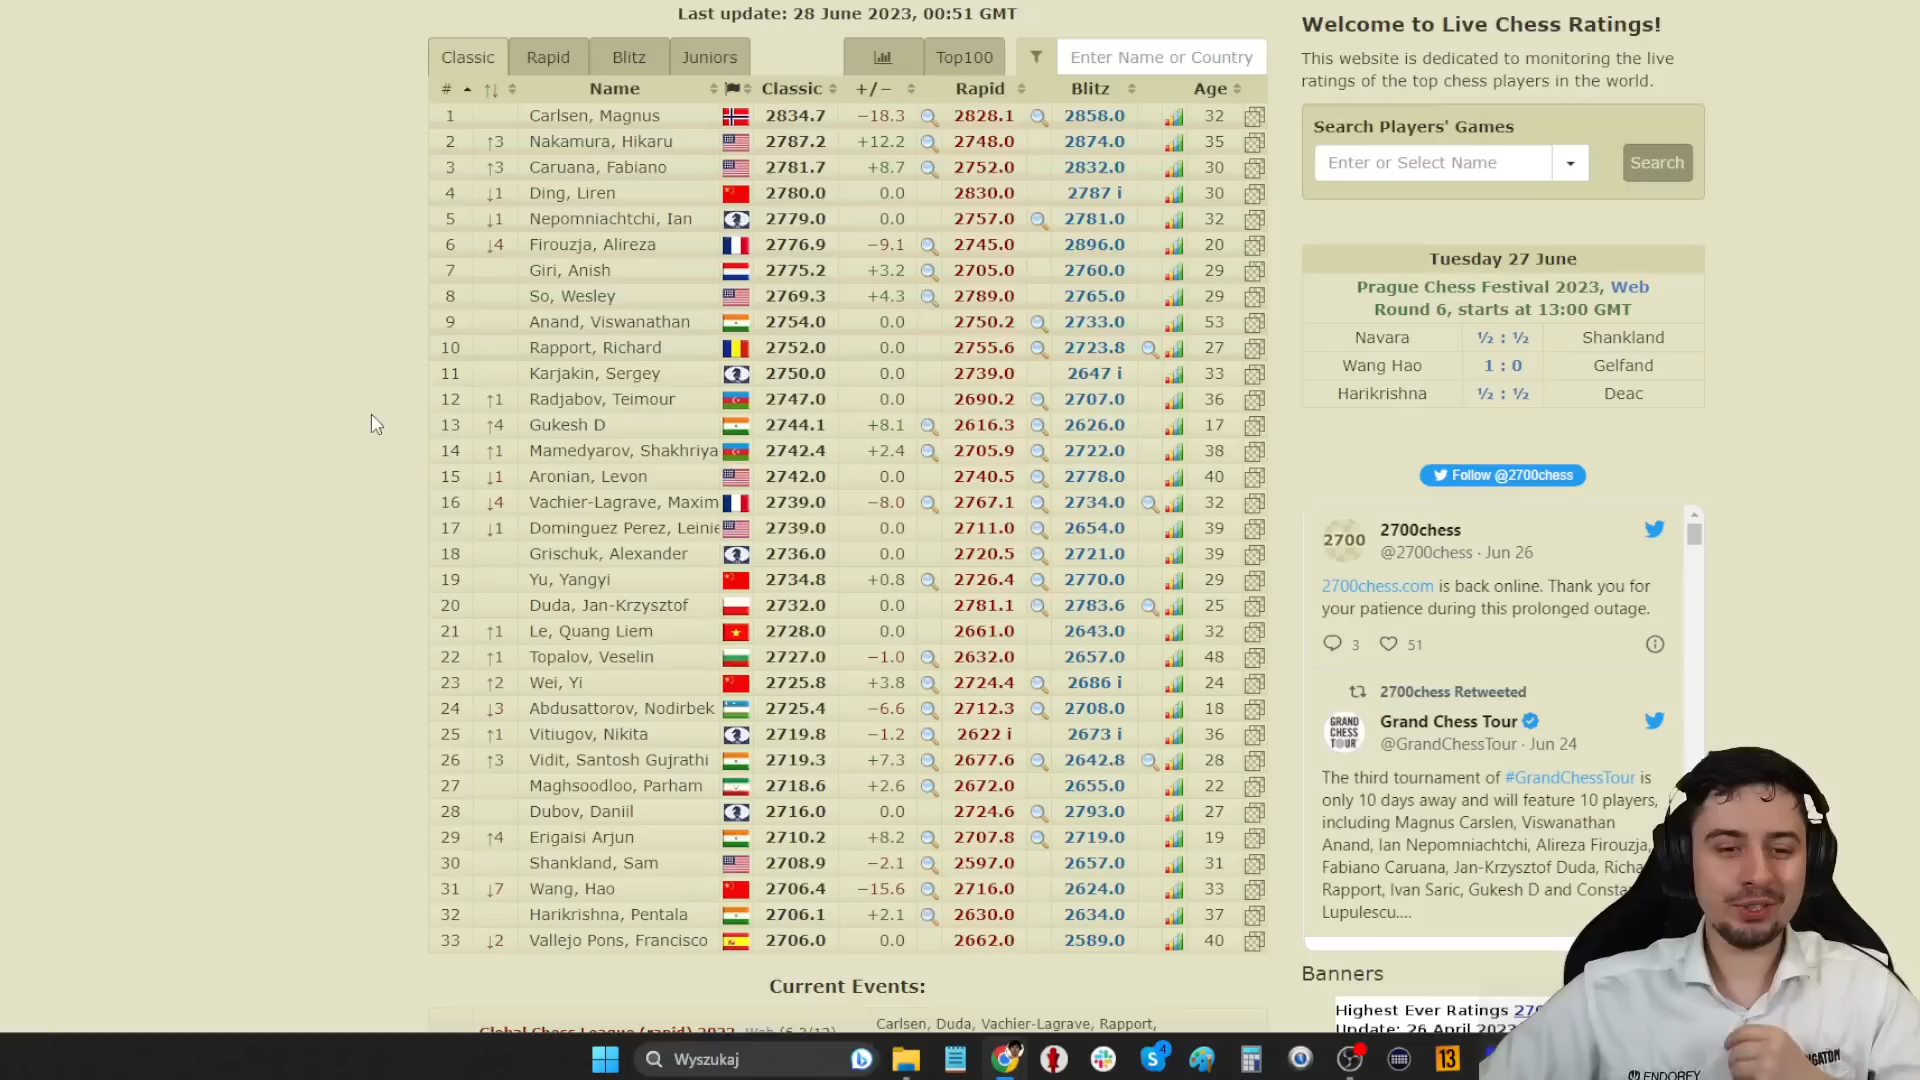 Last update: 28 June 2023, 00:51 GMT
Classic Rapid Blitz Juniors Top100 Enter Name or Country
# Name Classic +/− Rapid Blitz Age
1 Carlsen, Magnus 2834.7 −18.3 2828.1 2858.0 32
2 ↑3 Nakamura, Hikaru 2787.2 +12.2 2748.0 2874.0 35
3 ↑3 Caruana, Fabiano 2781.7 +8.7 2752.0 2832.0 30
4 ↓1 Ding, Liren 2780.0 0.0 2830.0 2787 i 30
5 ↓1 Nepomniachtchi, Ian 2779.0 0.0 2757.0 2781.0 32
6 ↓4 Firouzja, Alireza 2776.9 −9.1 2745.0 2896.0 20
7 Giri, Anish 2775.2 +3.2 2705.0 2760.0 29
8 So, Wesley 2769.3 +4.3 2789.0 2765.0 29
9 Anand, Viswanathan 2754.0 0.0 2750.2 2733.0 53
10 Rapport, Richard 2752.0 0.0 2755.6 2723.8 27
11 Karjakin, Sergey 2750.0 0.0 2739.0 2647 i 33
12 ↑1 Radjabov, Teimour 2747.0 0.0 2690.2 2707.0 36
13 ↑4 Gukesh D 2744.1 +8.1 2616.3 2626.0 17
14 ↑1 Mamedyarov, Shakhriya 2742.4 +2.4 2705.9 2722.0 38
15 ↓1 Aronian, Levon 2742.0 0.0 2740.5 2778.0 40
16 ↓4 Vachier-Lagrave, Maxim 2739.0 −8.0 2767.1 2734.0 32
17 ↓1 Dominguez Perez, Leinie 2739.0 0.0 2711.0 2654.0 39
18 Grischuk, Alexander 2736.0 0.0 2720.5 2721.0 39
19 Yu, Yangyi 2734.8 +0.8 2726.4 2770.0 29
20 Duda, Jan-Krzysztof 2732.0 0.0 2781.1 2783.6 25
21 ↑1 Le, Quang Liem 2728.0 0.0 2661.0 2643.0 32
22 ↑1 Topalov, Veselin 2727.0 −1.0 2632.0 2657.0 48
23 ↑2 Wei, Yi 2725.8 +3.8 2724.4 2686 i 24
24 ↓3 Abdusattorov, Nodirbek 2725.4 −6.6 2712.3 2708.0 18
25 ↑1 Vitiugov, Nikita 2719.8 −1.2 2622 i 2673 i 36
26 ↑3 Vidit, Santosh Gujrathi 2719.3 +7.3 2677.6 2642.8 28
27 Maghsoodloo, Parham 2718.6 +2.6 2672.0 2655.0 22
28 Dubov, Daniil 2716.0 0.0 2724.6 2793.0 27
29 ↑4 Erigaisi Arjun 2710.2 +8.2 2707.8 2719.0 19
30 Shankland, Sam 2708.9 −2.1 2597.0 2657.0 31
31 ↓7 Wang, Hao 2706.4 −15.6 2716.0 2624.0 33
32 Harikrishna, Pentala 2706.1 +2.1 2630.0 2634.0 37
33 ↓2 Vallejo Pons, Francisco 2706.0 0.0 2662.0 2589.0 40
Current Events:
Global Chess League (rapid) 2023, Web (6.3/12)
Carlsen, Duda, Vachier-Lagrave, Rapport,
Welcome to Live Chess Ratings!
This website is dedicated to monitoring the live
ratings of the top chess players in the world.
Search Players' Games
Enter or Select Name Search
Tuesday 27 June
Prague Chess Festival 2023, Web
Round 6, starts at 13:00 GMT
Navara ½ : ½ Shankland
Wang Hao 1 : 0 Gelfand
Harikrishna ½ : ½ Deac
Follow @2700chess
2700
2700chess
@2700chess · Jun 26
2700chess.com is back online. Thank you for
your patience during this prolonged outage.
3 51
2700chess Retweeted
GRAND CHESS TOUR
Grand Chess Tour
@GrandChessTour · Jun 24
The third tournament of #GrandChessTour is
only 10 days away and will feature 10 players,
including Magnus Carslen, Viswanathan
Anand, Ian Nepomniachtchi, Alireza Firouzja,
Fabiano Caruana, Jan-Krzysztof Duda, Richa
Rapport, Ivan Saric, Gukesh D and Consta
Lupulescu....
Banners
Highest Ever Ratings 270
Update: 26 April 2023
Wyszukaj
4
13
ENDORFY